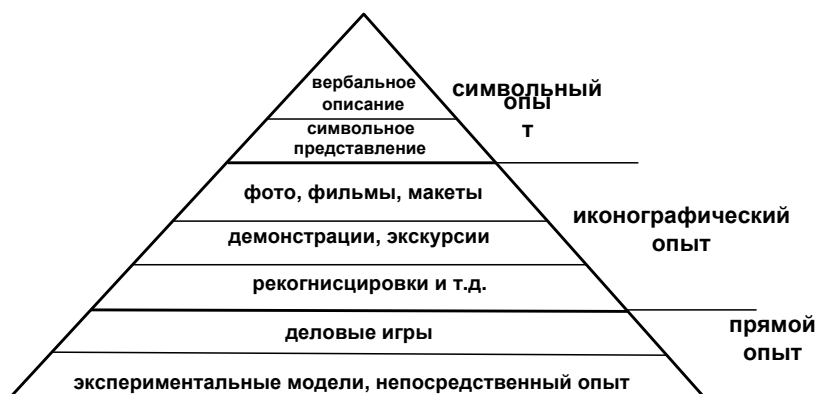 вербальное
описание
символьное
представление
символьный
опы
т
фото, фильмы, макеты
демонстрации, экскурсии
рекогнисцировки и т.д.
иконографический
опыт
деловые игры
экспериментальные модели, непосредственный опыт
прямой
опыт